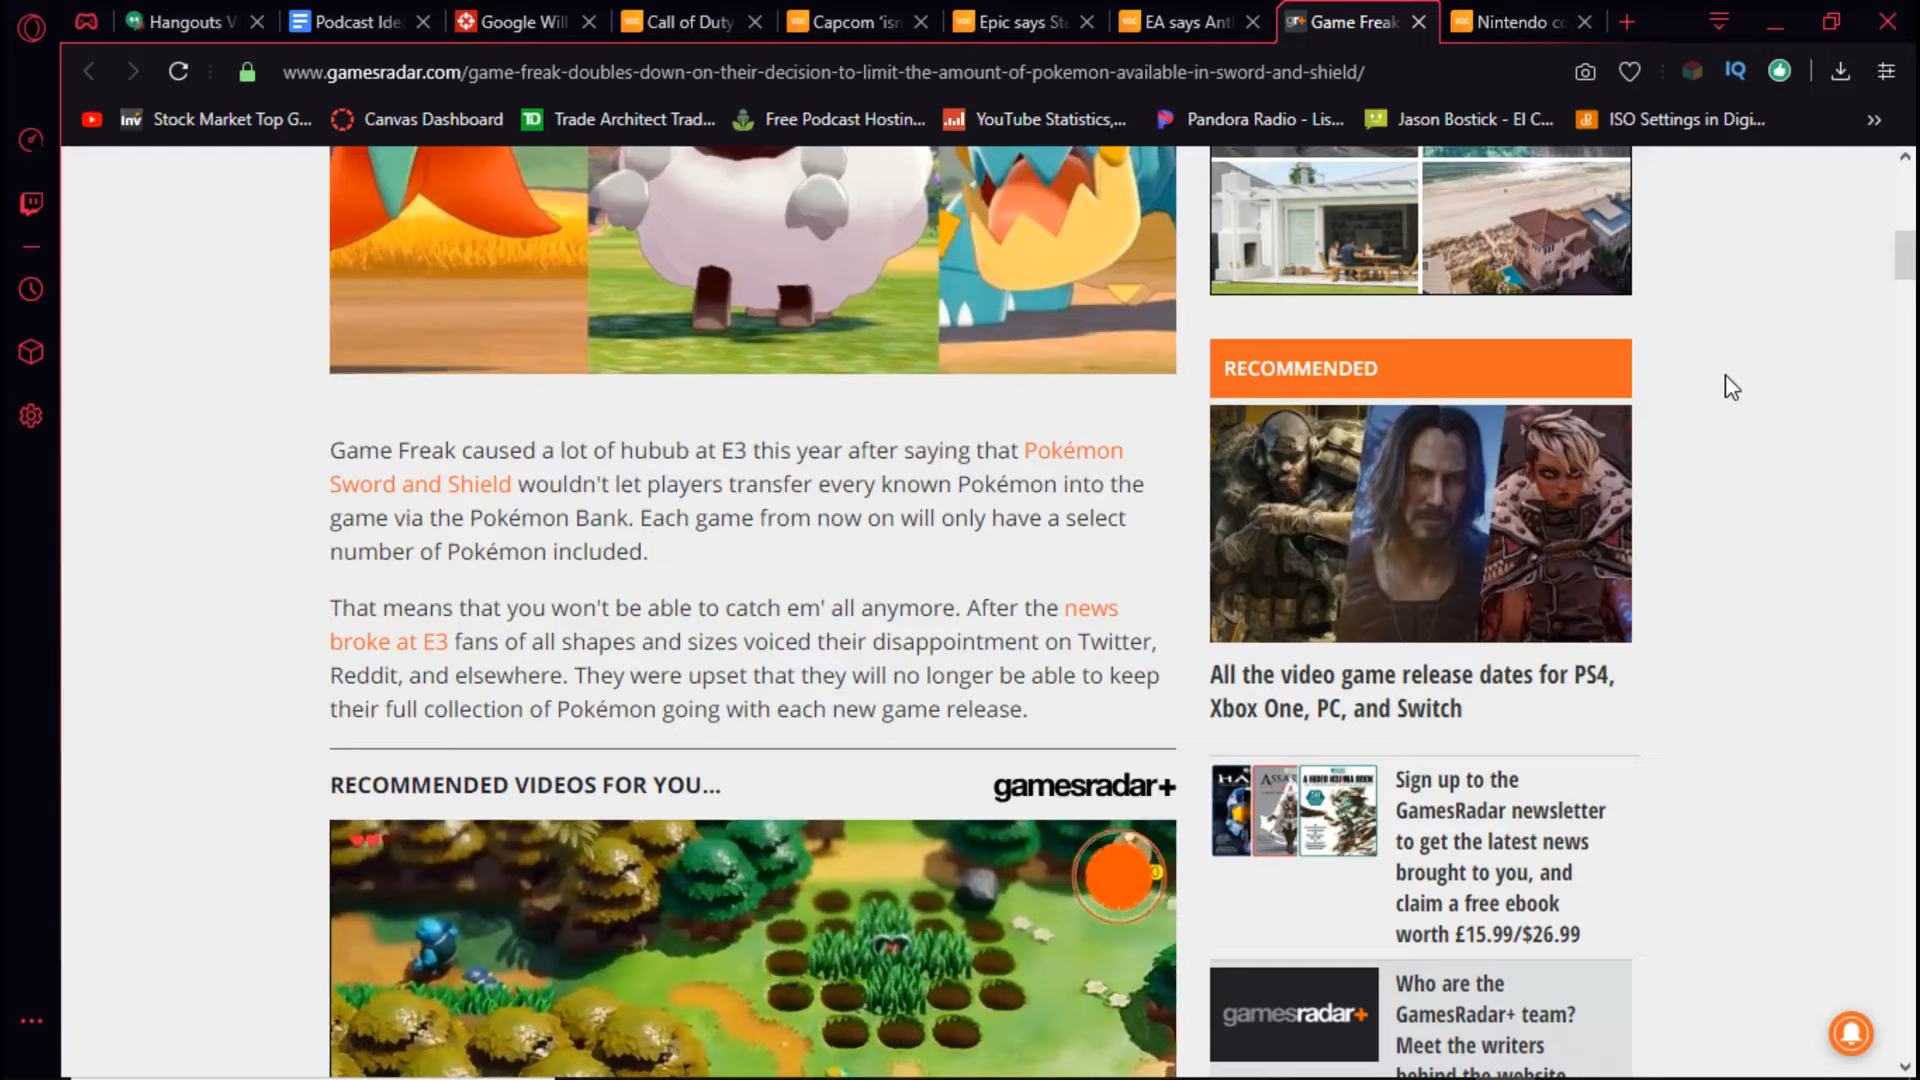 Hangouts V
Podcast Ide
Google Will
Call of Duty
Capcom 'isn
Epic says St
EA says Ant
Game Freak
Nintendo co
www.gamesradar.com/game-freak-doubles-down-on-their-decision-to-limit-the-amount-of-pokemon-available-in-sword-and-shield/
IQ
Inv Stock Market Top G...
Canvas Dashboard
TD Trade Architect Trad...
Free Podcast Hostin...
YouTube Statistics,...
Pandora Radio - Lis...
Jason Bostick - El C...
ISO Settings in Digi...
Game Freak caused a lot of hubub at E3 this year after saying that Pokémon
Sword and Shield wouldn't let players transfer every known Pokémon into the
game via the Pokémon Bank. Each game from now on will only have a select
number of Pokémon included.
That means that you won't be able to catch em' all anymore. After the news
broke at E3 fans of all shapes and sizes voiced their disappointment on Twitter,
Reddit, and elsewhere. They were upset that they will no longer be able to keep
their full collection of Pokémon going with each new game release.
RECOMMENDED VIDEOS FOR YOU...
gamesradar+
RECOMMENDED
All the video game release dates for PS4,
Xbox One, PC, and Switch
Sign up to the
GamesRadar newsletter
to get the latest news
brought to you, and
claim a free ebook
worth £15.99/$26.99
gamesradar+
Who are the
GamesRadar+ team?
Meet the writers
behind the website